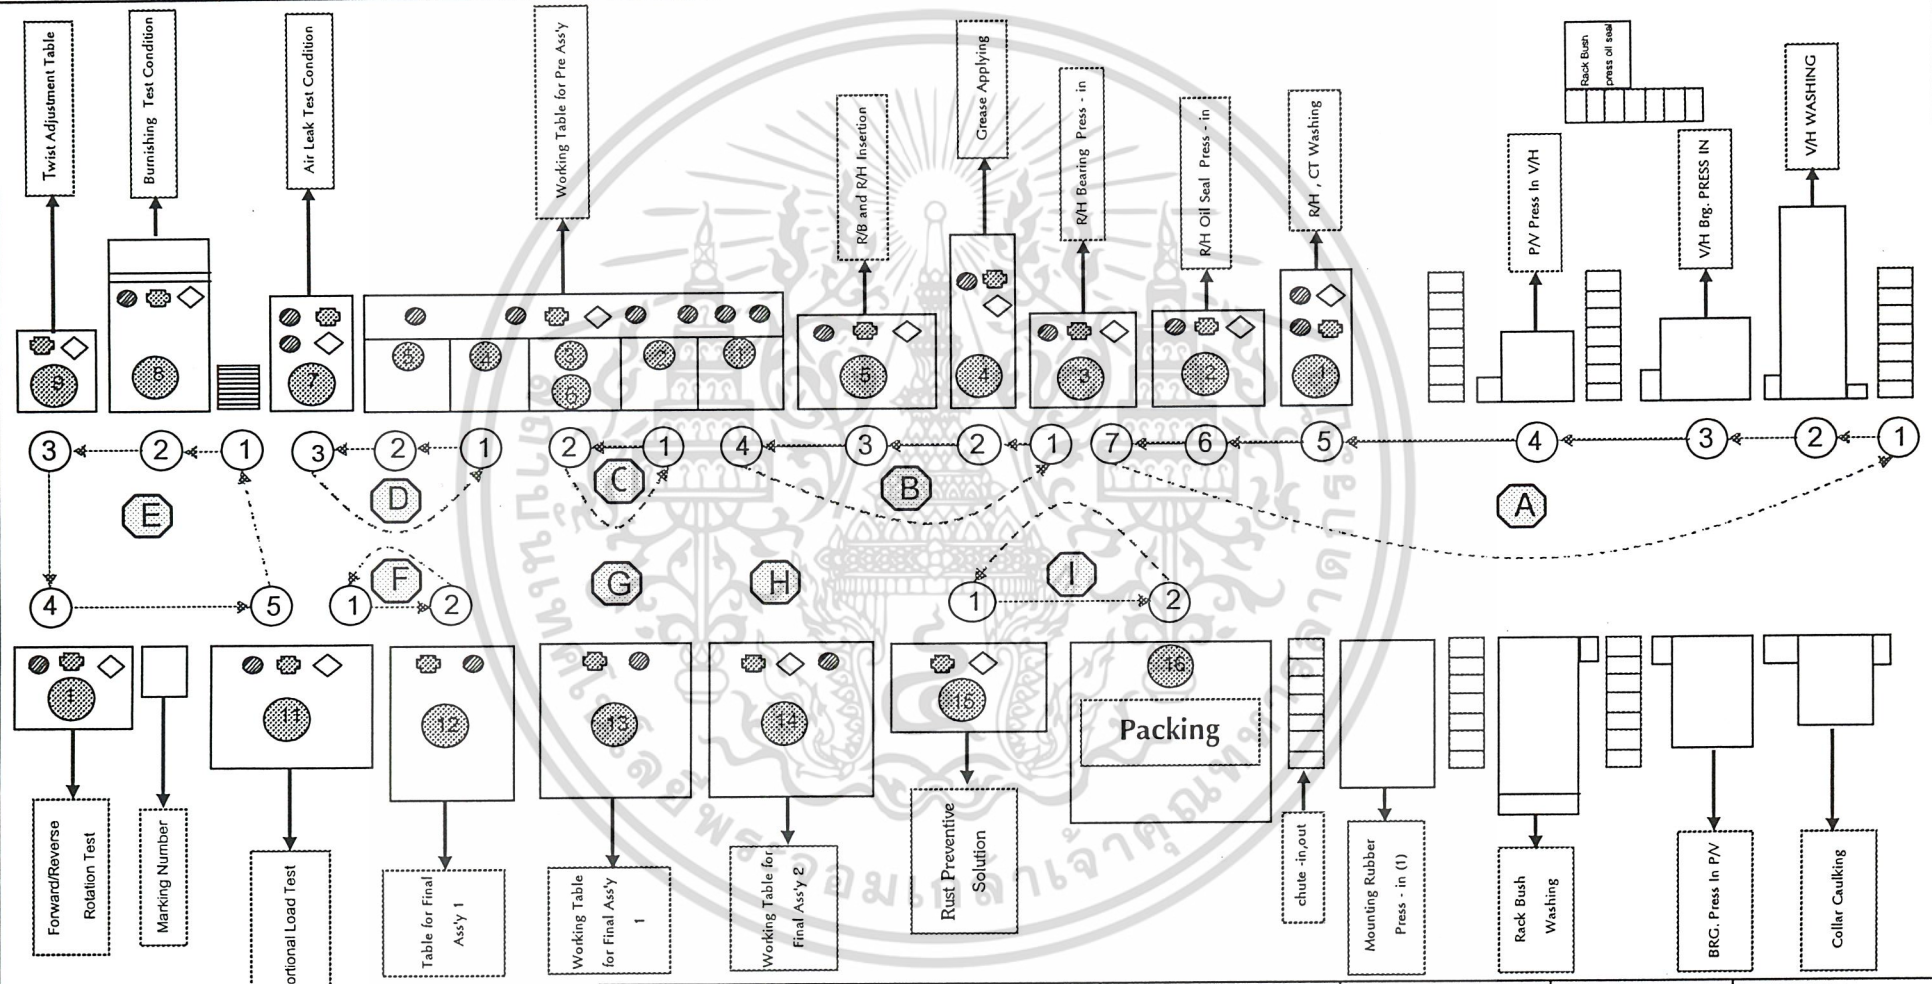 Twist Adjustment Table
Burnishing Test Condition
Air Leak Test Condition
Working Table for Pre Ass'y
R/B and R/H Insertion
Grease Applying
R/H Bearing Press - in
R/H Oil Seal Press - in
R/H , CT Washing
P/V Press In V/H
Rack Bush
press oil seal
V/H Brg. PRESS IN
V/H WASHING
9
8
7
5
4
3
6
2
1
5
4
3
2
1
3
2
1
3
2
1
2
1
4
3
2
1
7
6
5
4
3
2
1
E
D
C
B
A
4
5
F
1
2
G
H
I
1
2
11
12
13
14
15
16
Packing
Forward/Reverse
Rotation Test
Marking Number
ortional Load Test
Table for Final
Ass'y 1
Working Table
for Final Ass'y
1
Working Table for
Final Ass'y 2
Rust Preventive
Solution
chute -in,out
Mounting Rubber
Press - in (1)
Rack Bush
Washing
BRG. Press In P/V
Collar Caulking